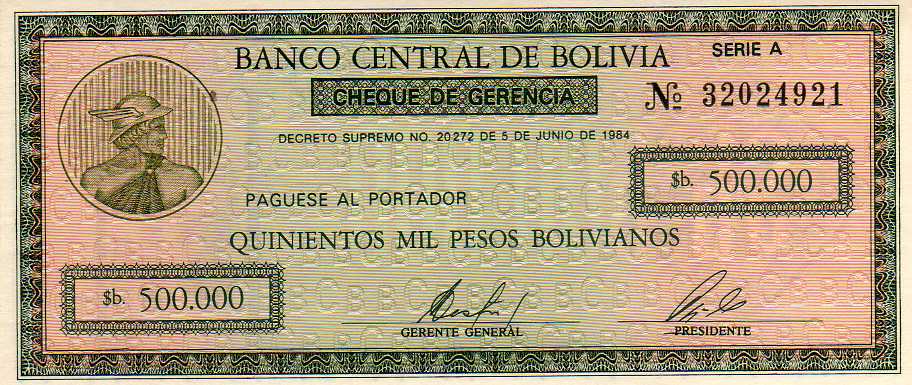 BANCO CENTRAL DE BOLIVIA
SERIE A
CHEQUE DE GERENCIA
№ 32024921
DECRETO SUPREMO NO. 20272 DE 5 DE JUNIO DE 1984
$b. 500.000
PAGUESE AL PORTADOR
QUINIENTOS MIL PESOS BOLIVIANOS
$b. 500.000
GERENTE GENERAL
PRESIDENTE